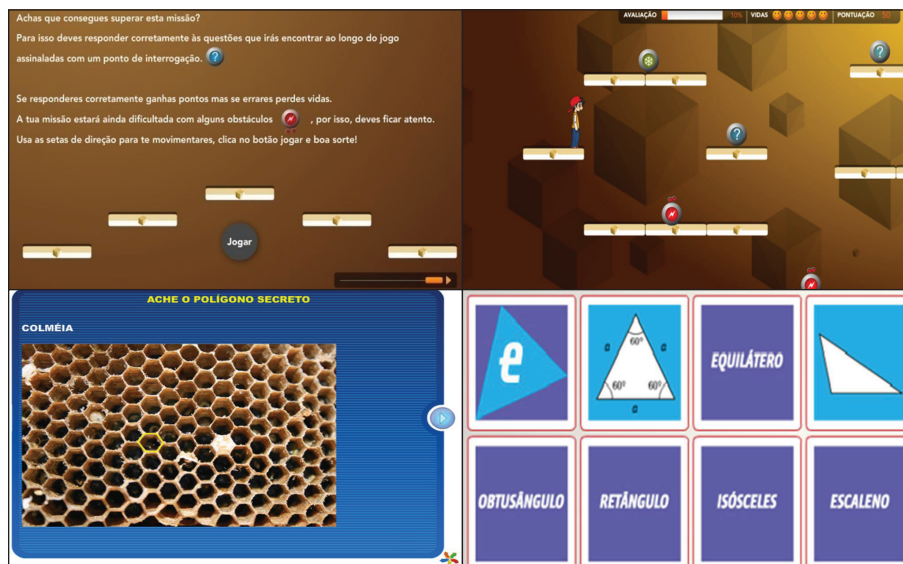 Achas que consegues superar esta missão?
Para isso deves responder corretamente às questões que irás encontrar ao longo do jogo
assinaladas com um ponto de interrogação. ?
Se responderes corretamente ganhas pontos mas se errares perdes vidas.
A tua missão estará ainda dificultada com alguns obstáculos , por isso, deves ficar atento.
Usa as setas de direção para te movimentares, clica no botão jogar e boa sorte!
Jogar
AVALIAÇÃO 10% VIDAS PONTUAÇÃO 50
?
?
ACHE O POLÍGONO SECRETO
COLMÉIA
e
60º
a a
60º 60º
a
EQUILÁTERO
OBTUSÂNGULO
RETÂNGULO
ISÓSCELES
ESCALENO